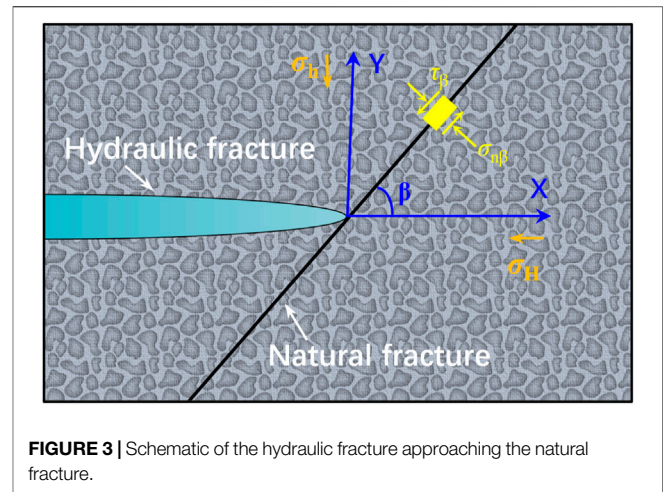 σh
Y
τβ
Hydraulic fracture
σnβ
β
X
σH
Natural fracture
FIGURE 3 | Schematic of the hydraulic fracture approaching the natural
fracture.